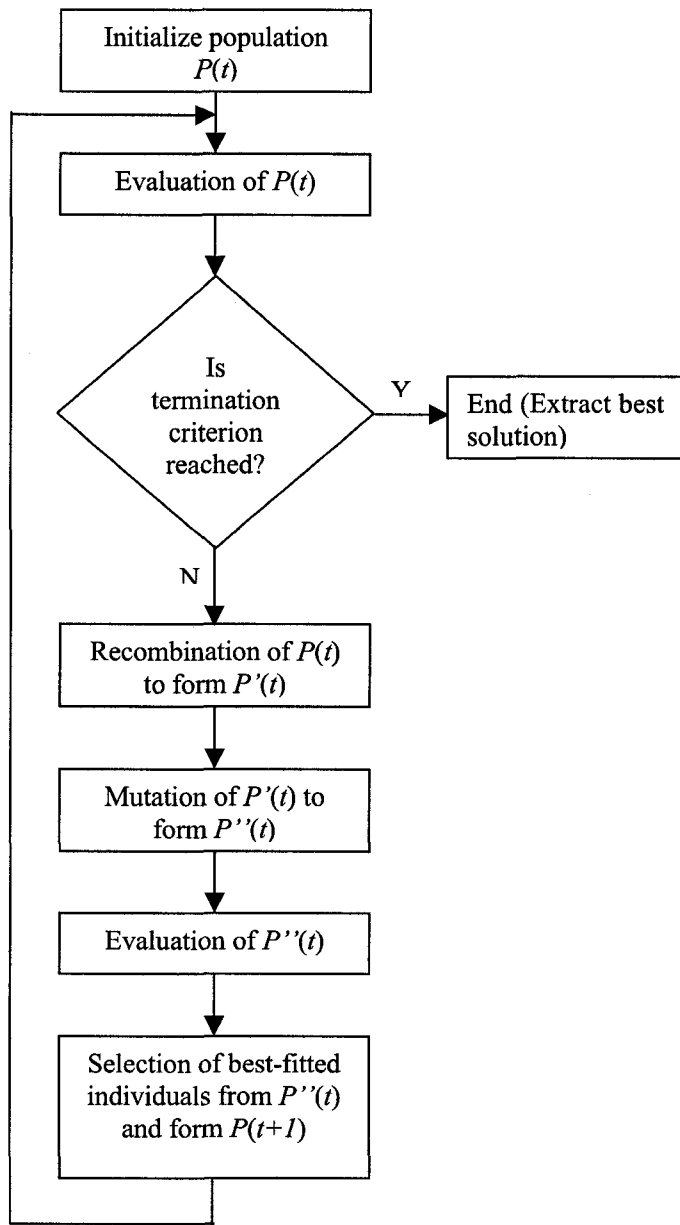 Initialize population
P(t)
Evaluation of P(t)
Is
termination
criterion
reached?
Y
End (Extract best
solution)
N
Recombination of P(t)
to form P'(t)
Mutation of P'(t) to
form P''(t)
Evaluation of P''(t)
Selection of best-fitted
individuals from P''(t)
and form P(t+1)